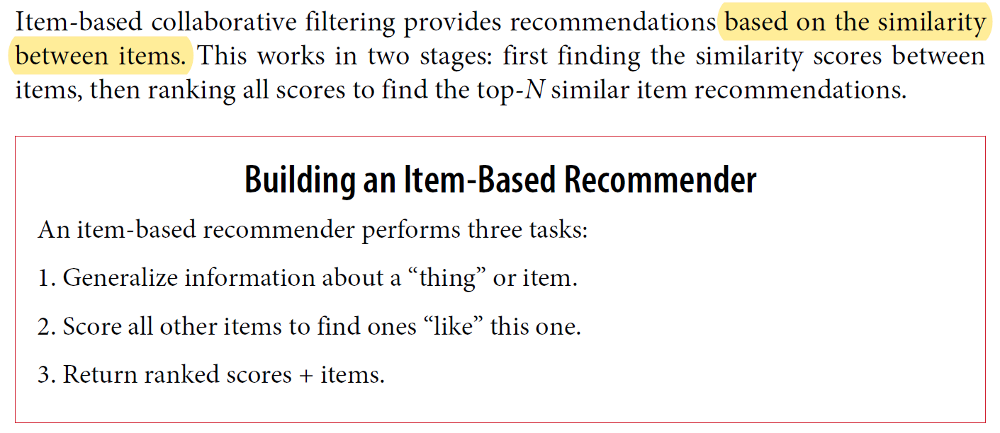 Item-based collaborative filtering provides recommendations based on the similarity
between items. This works in two stages: first finding the similarity scores between
items, then ranking all scores to find the top-N similar item recommendations.
Building an Item-Based Recommender
An item-based recommender performs three tasks:
1. Generalize information about a “thing” or item.
2. Score all other items to find ones “like” this one.
3. Return ranked scores + items.